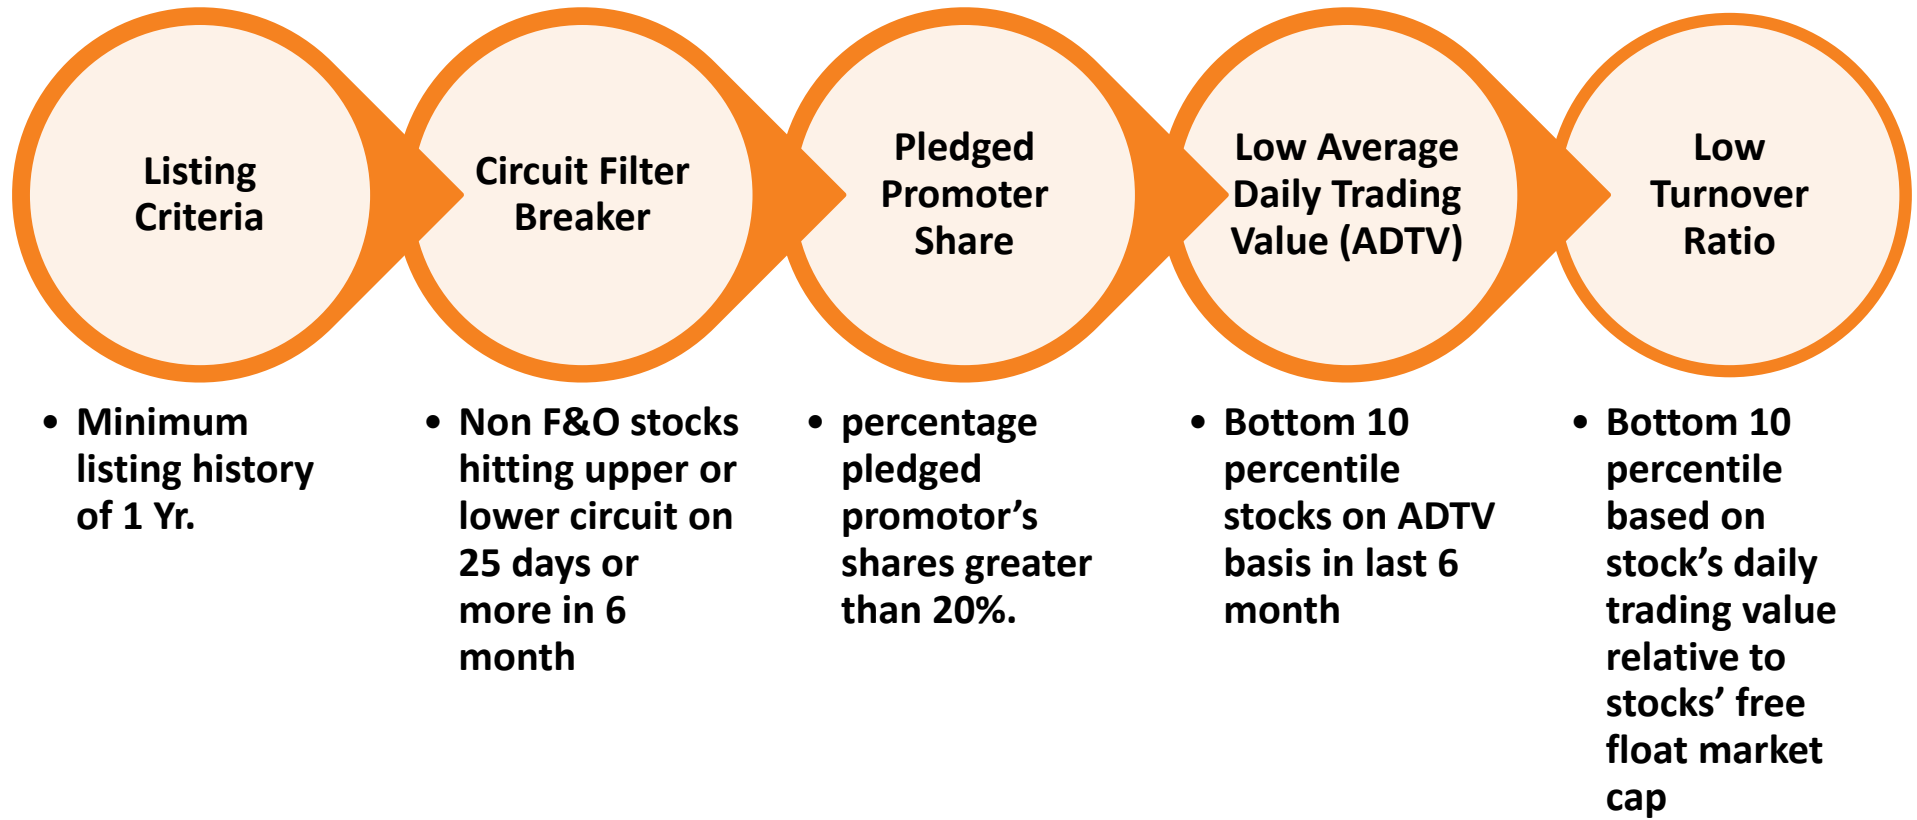 Listing
Criteria
Circuit Filter
Breaker
Pledged
Promoter
Share
Low Average
Daily Trading
Value (ADTV)
Low
Turnover
Ratio
• Minimum
listing history
of 1 Yr.
• Non F&O stocks
hitting upper or
lower circuit on
25 days or
more in 6
month
• percentage
pledged
promotor’s
shares greater
than 20%.
• Bottom 10
percentile
stocks on ADTV
basis in last 6
month
• Bottom 10
percentile
based on
stock’s daily
trading value
relative to
stocks’ free
float market
cap